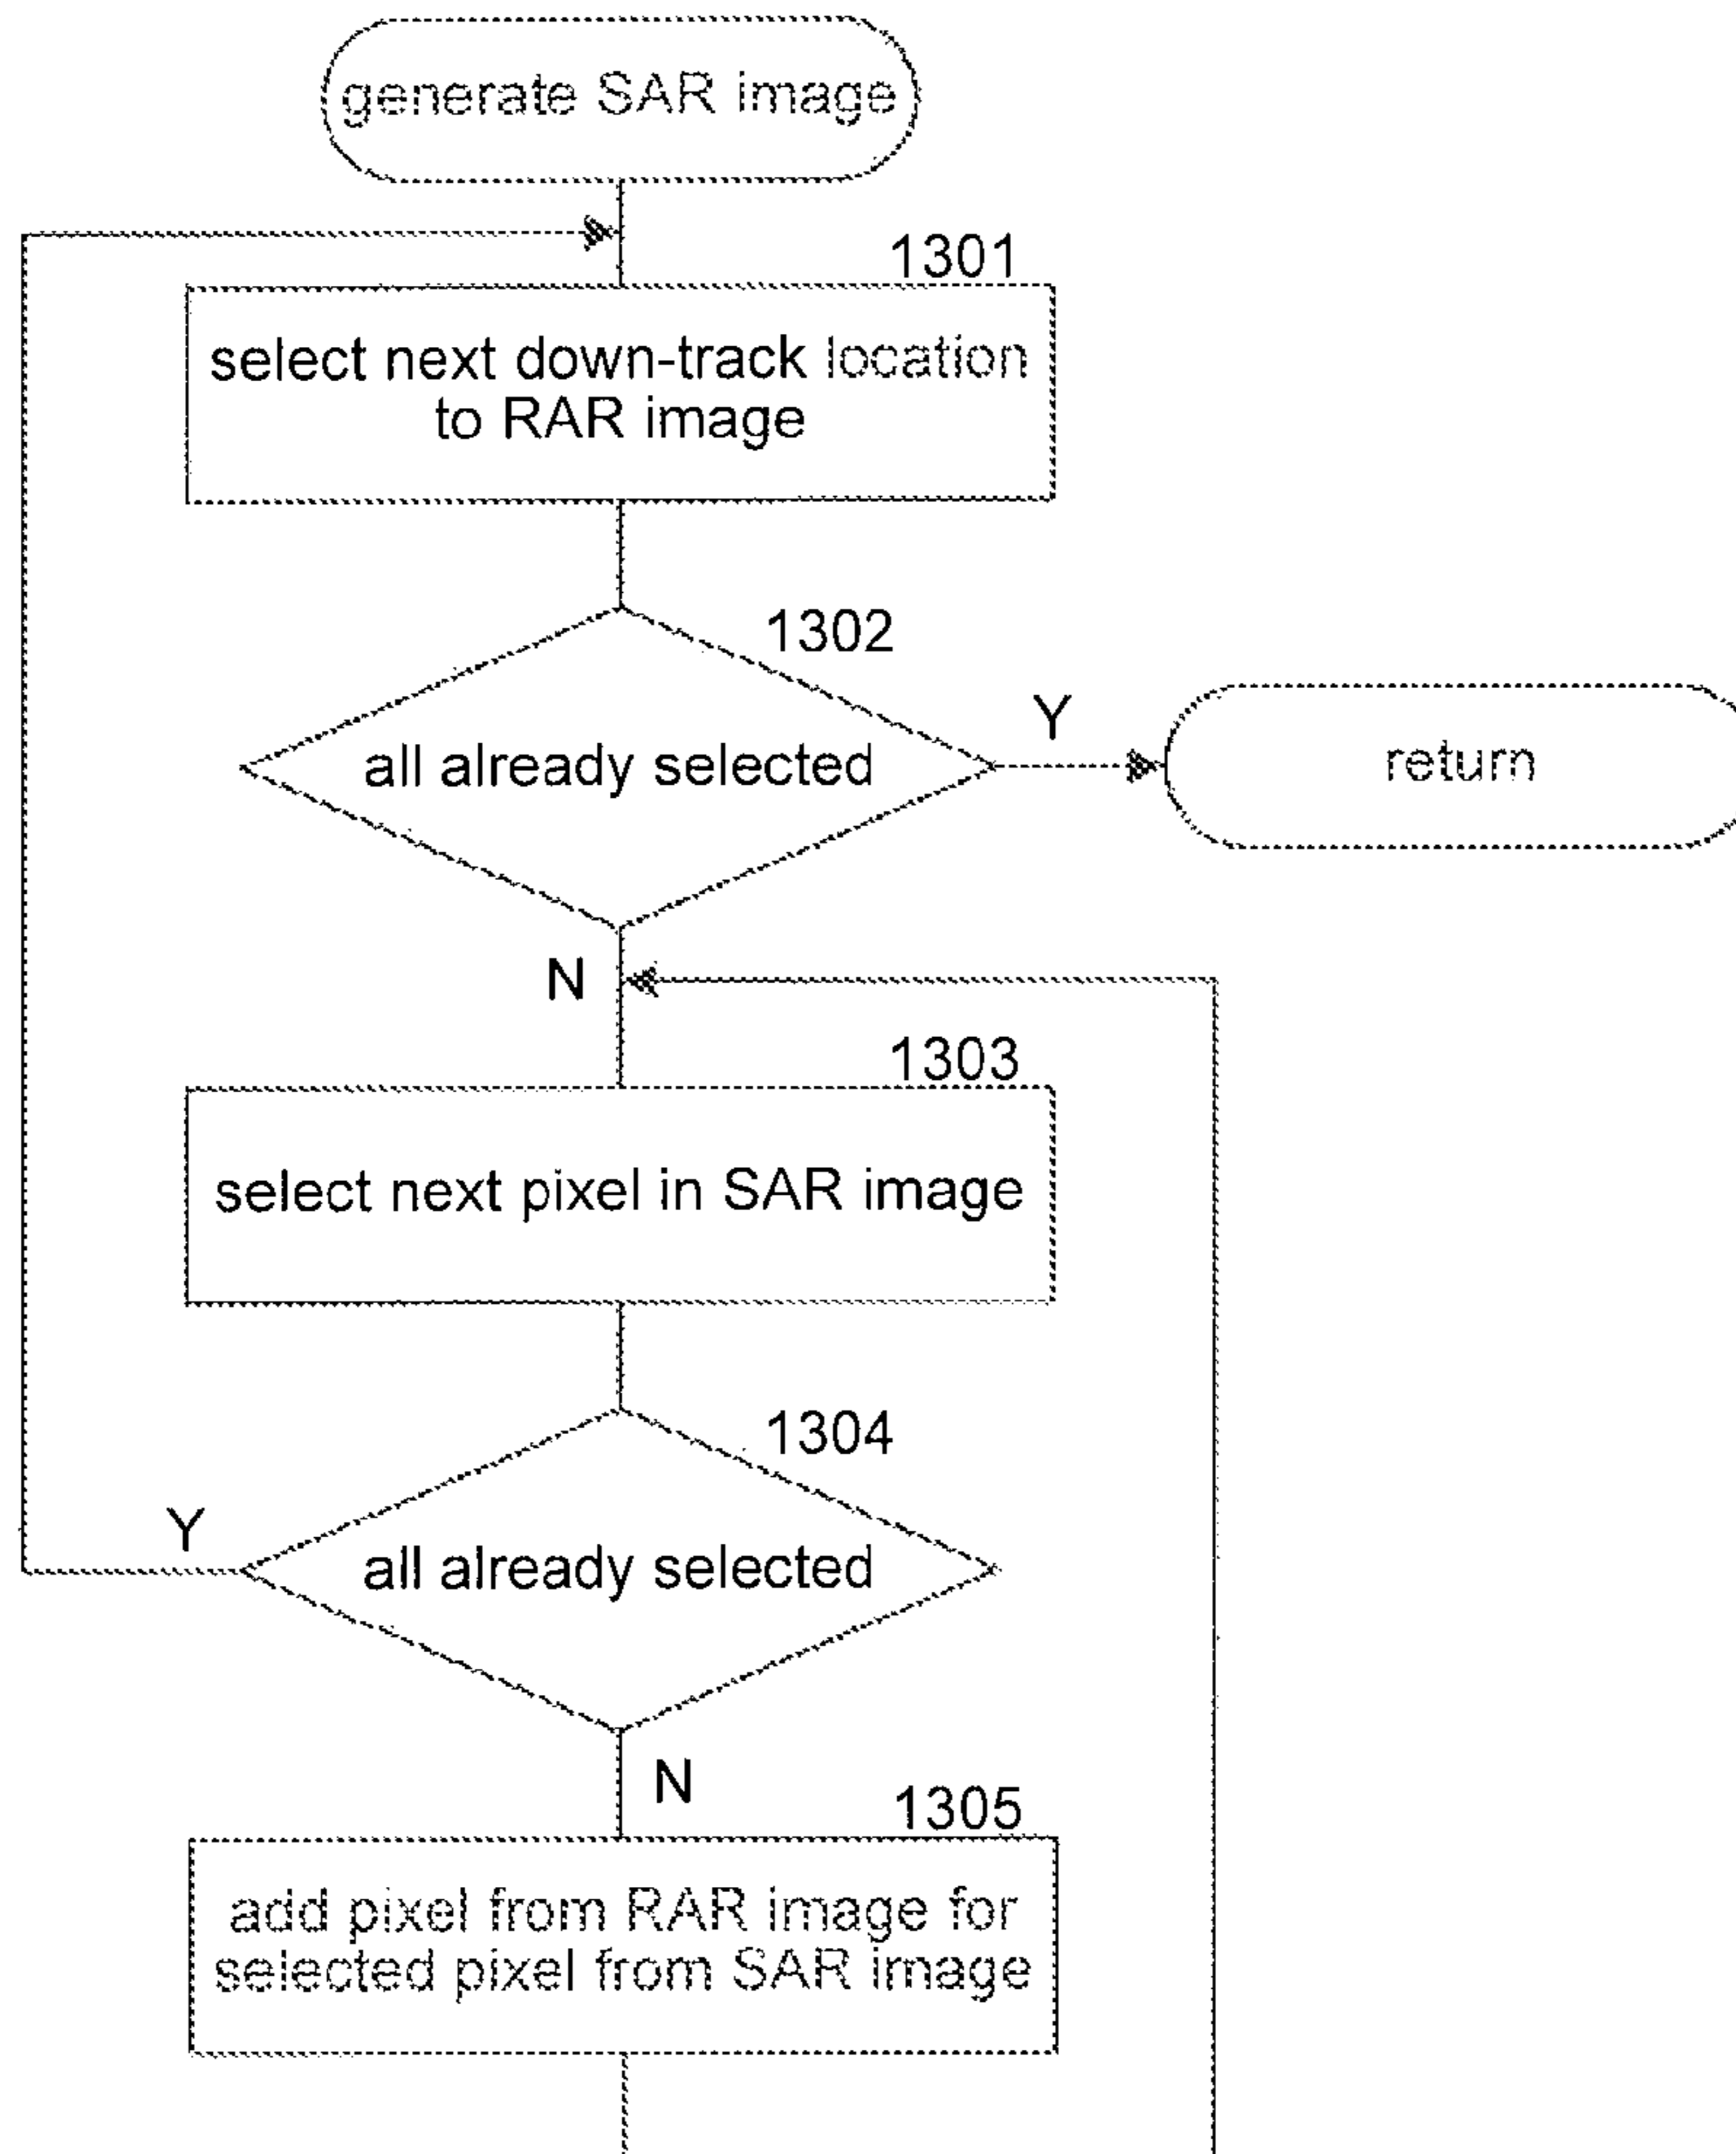 generate SAR image
1301
select next down-track location
to RAR image
1302
all already selected
Y
return
N
1303
select next pixel in SAR image
1304
Y
all already selected
N
1305
add pixel from RAR image for
selected pixel from SAR image